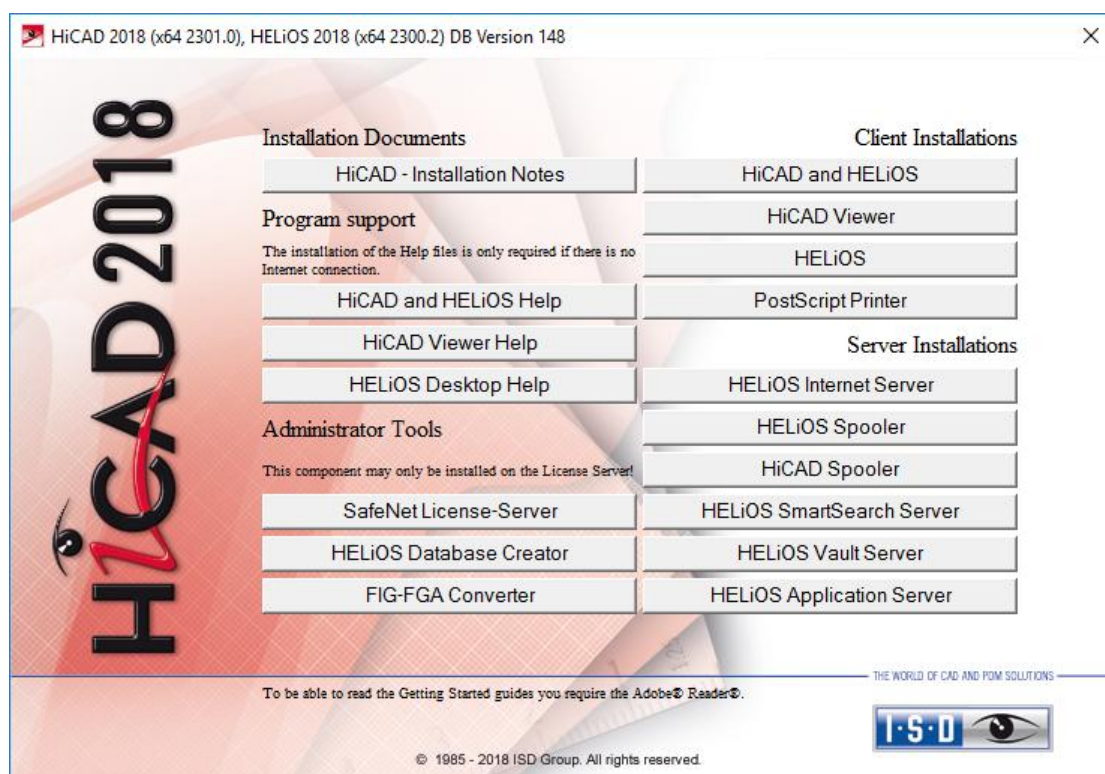 HiCAD 2018 (x64 2301.0), HELiOS 2018 (x64 2300.2) DB Version 148
HiCAD 2018
Installation Documents
HiCAD - Installation Notes
Program support
The installation of the Help files is only required if there is no
Internet connection.
HiCAD and HELiOS Help
HiCAD Viewer Help
HELiOS Desktop Help
Administrator Tools
This component may only be installed on the License Server!
SafeNet License-Server
HELiOS Database Creator
FIG-FGA Converter
Client Installations
HiCAD and HELiOS
HiCAD Viewer
HELiOS
PostScript Printer
Server Installations
HELiOS Internet Server
HELiOS Spooler
HiCAD Spooler
HELiOS SmartSearch Server
HELiOS Vault Server
HELiOS Application Server
THE WORLD OF CAD AND PDM SOLUTIONS
To be able to read the Getting Started guides you require the Adobe® Reader®.
I·S·D
© 1985 - 2018 ISD Group. All rights reserved.